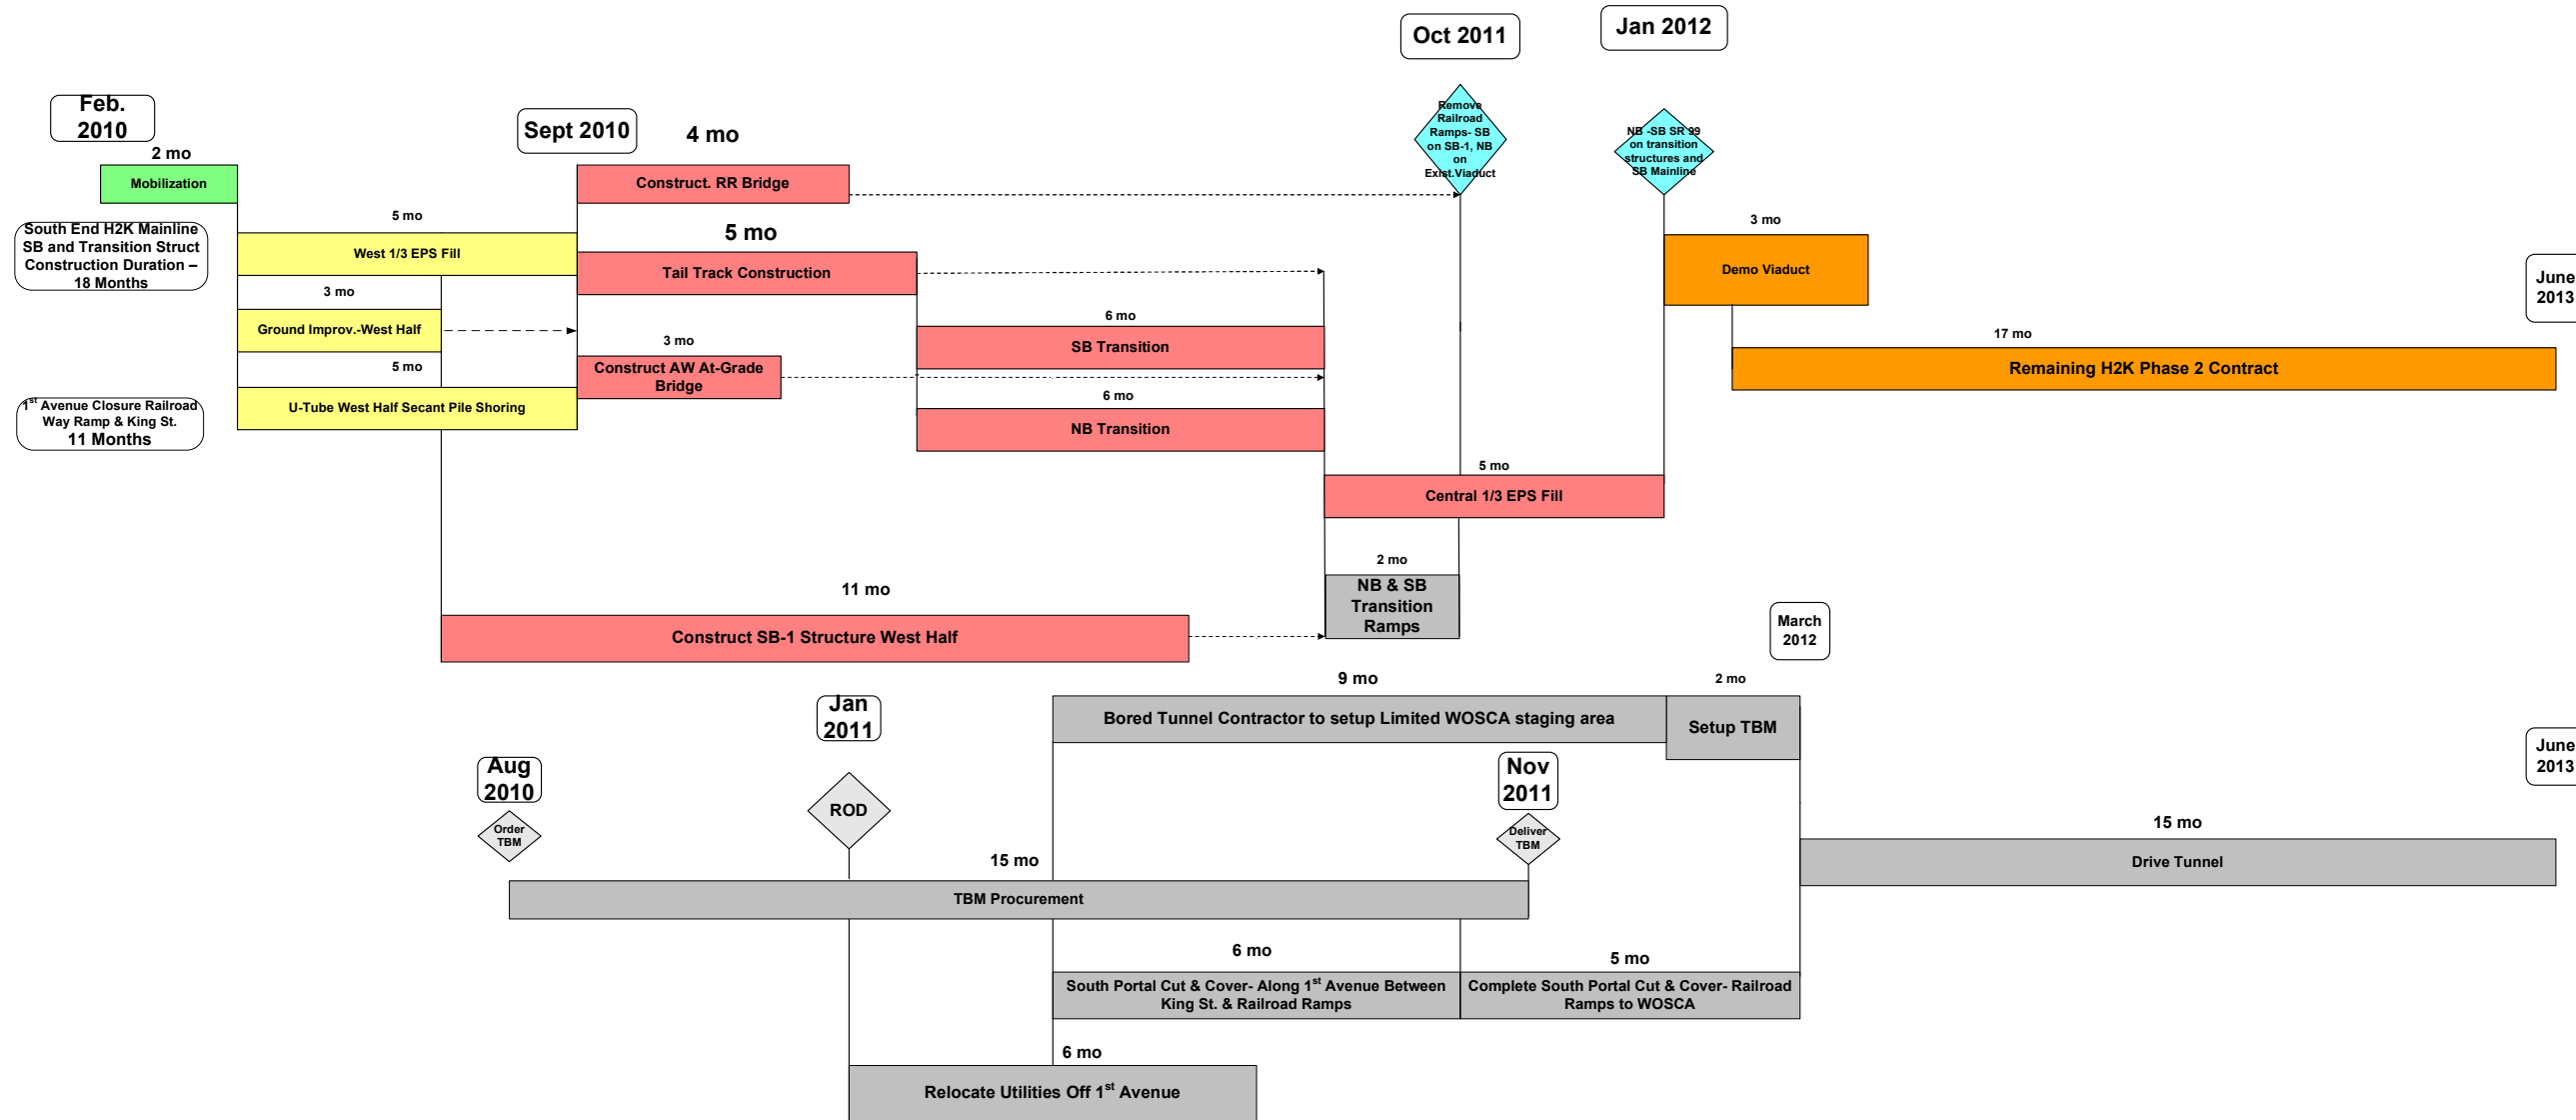 Oct 2011
Jan 2012
Feb.
2010
Sept 2010
4 mo
Remove
Railroad
Ramps- SB
on SB-1, NB
on
Exist.Viaduct
NB -SB SR 99
on transition
structures and
SB Mainline
2 mo
Mobilization
Construct. RR Bridge
5 mo
South End H2K Mainline
SB and Transition Struct
Construction Duration –
18 Months
West 1/3 EPS Fill
5 mo
Tail Track Construction
3 mo
Demo Viaduct
June
2013
3 mo
Ground Improv.-West Half
6 mo
SB Transition
17 mo
Remaining H2K Phase 2 Contract
3 mo
Construct AW At-Grade
Bridge
5 mo
U-Tube West Half Secant Pile Shoring
1st Avenue Closure Railroad
Way Ramp & King St.
11 Months
6 mo
NB Transition
5 mo
Central 1/3 EPS Fill
2 mo
NB & SB
Transition
Ramps
11 mo
Construct SB-1 Structure West Half
March
2012
9 mo
Bored Tunnel Contractor to setup Limited WOSCA staging area
2 mo
Setup TBM
Jan
2011
Aug
2010
Nov
2011
June
2013
Order
TBM
ROD
Deliver
TBM
15 mo
TBM Procurement
15 mo
Drive Tunnel
6 mo
South Portal Cut & Cover- Along 1st Avenue Between
King St. & Railroad Ramps
5 mo
Complete South Portal Cut & Cover- Railroad
Ramps to WOSCA
6 mo
Relocate Utilities Off 1st Avenue